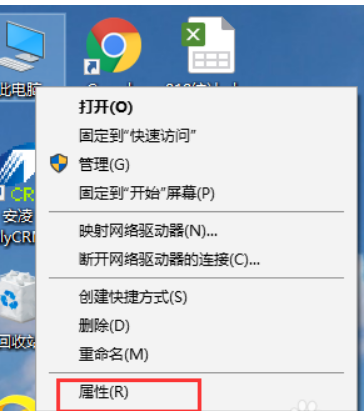 此电脑
打开(O)
固定到"快速访问"
管理(G)
固定到"开始"屏幕(P)
映射网络驱动器(N)...
断开网络驱动器的连接(C)...
创建快捷方式(S)
删除(D)
重命名(M)
属性(R)
CR
安凌
lyCR
回收站